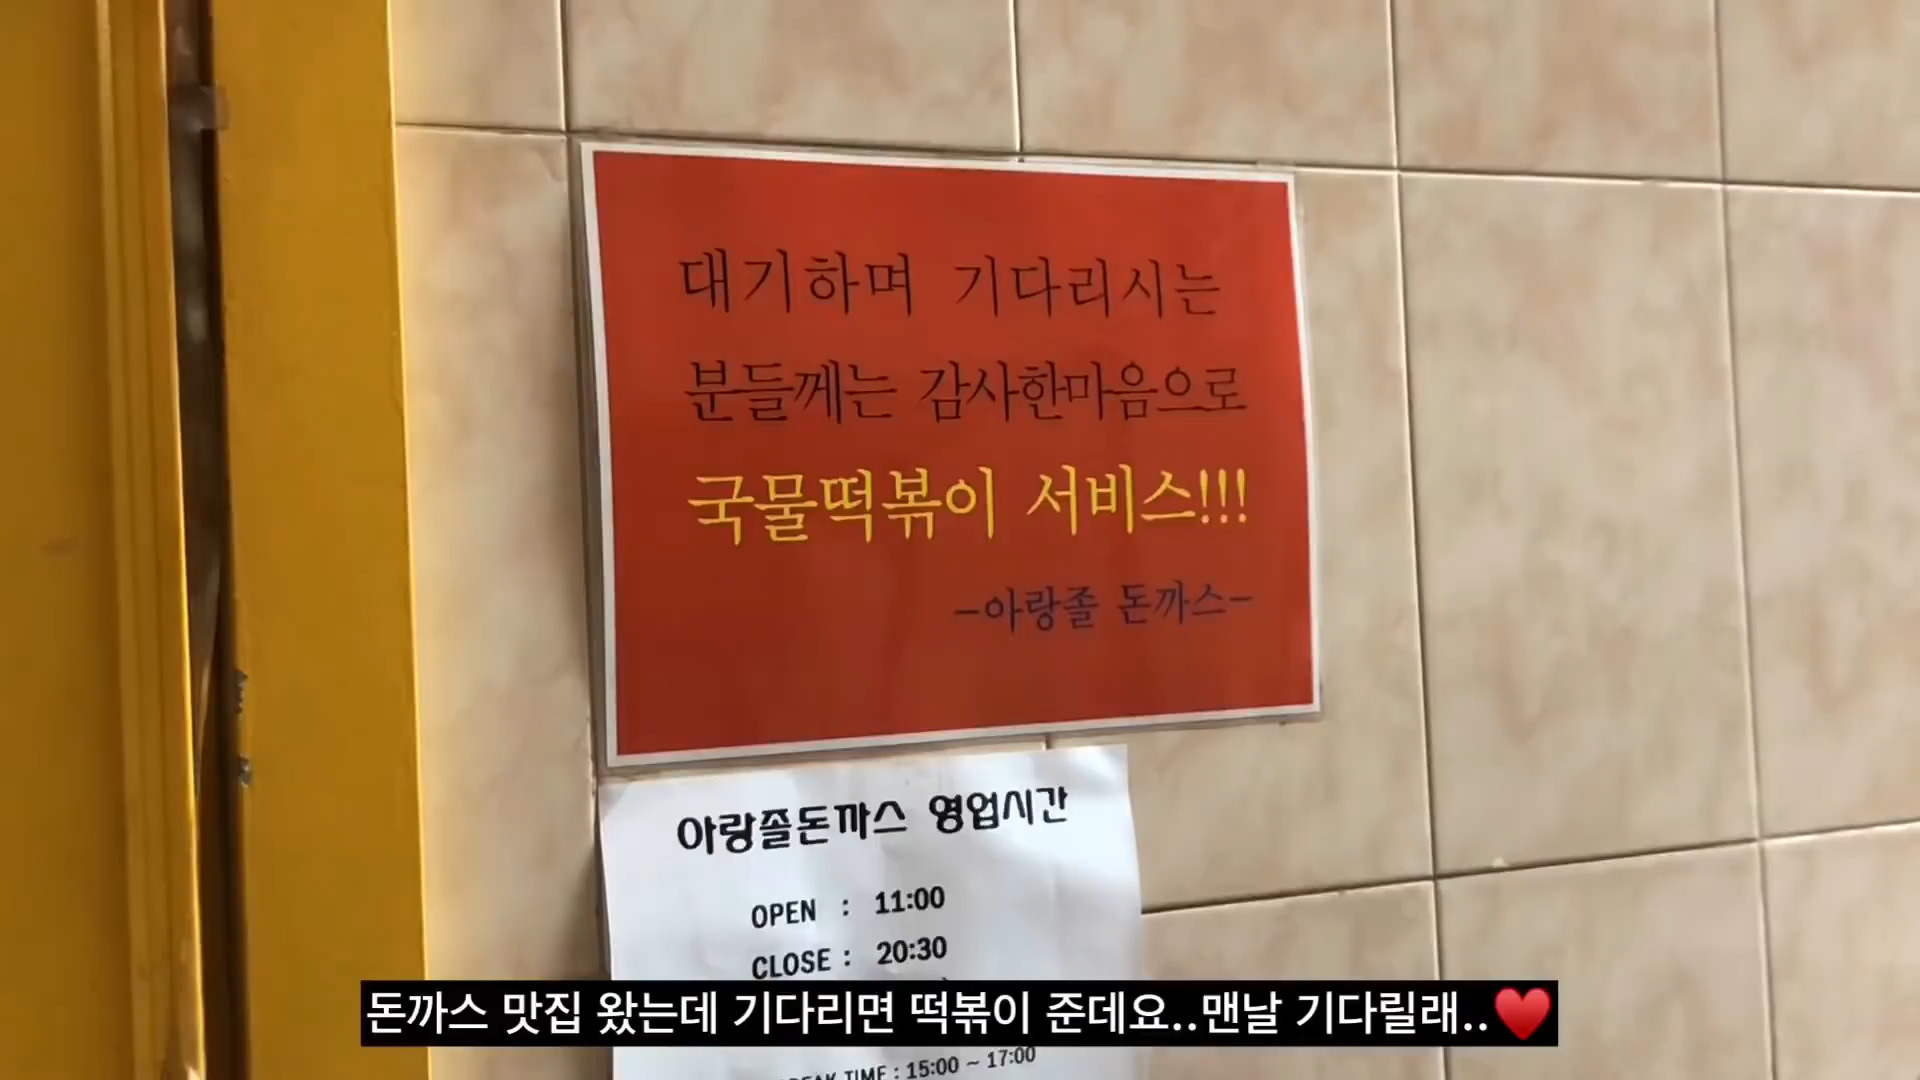 대기하며 기다리시는
분들께는 감사한마음으로
국물떡볶이 서비스!!!
-아랑졸 돈까스-
아랑졸돈까스 영업시간
OPEN : 11:00
CLOSE : 20:30
돈까스 맛집 왔는데 기다리면 떡볶이 준데요..맨날 기다릴래..♥
TIME : 15:00 ~ 17:00